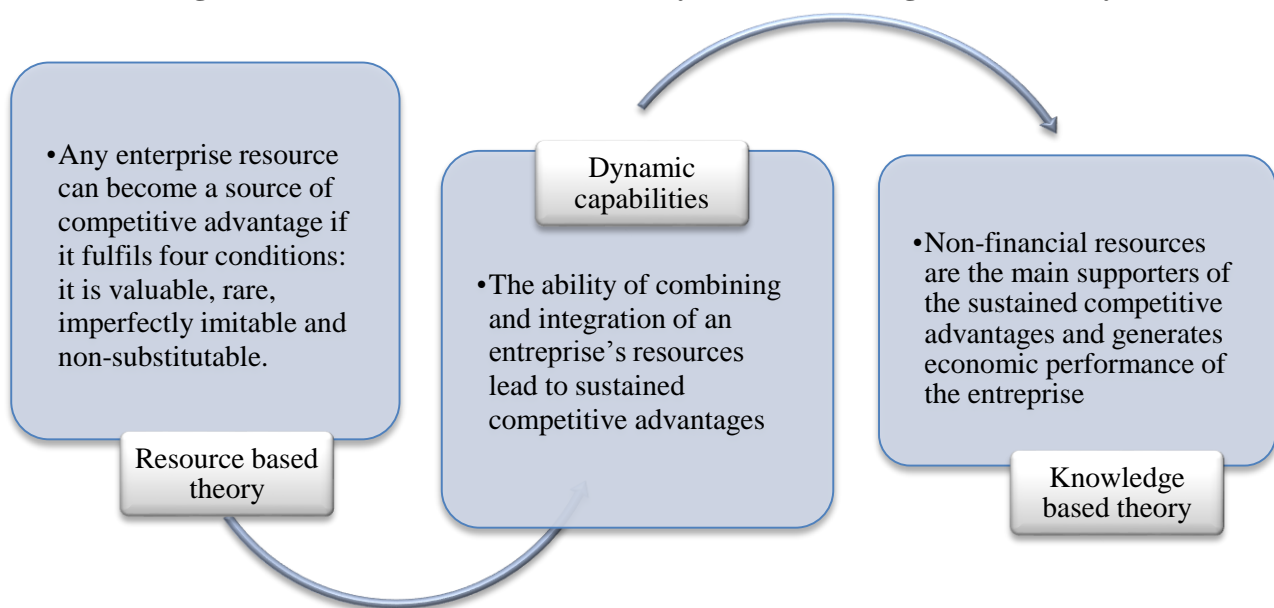 •Any enterprise resource
can become a source of
competitive advantage if
it fulfils four conditions:
it is valuable, rare,
imperfectly imitable and
non-substitutable.
Resource based
theory
Dynamic
capabilities
•The ability of combining
and integration of an
entreprise’s resources
lead to sustained
competitive advantages
•Non-financial resources
are the main supporters of
the sustained competitive
advantages and generates
economic performance of
the entreprise
Knowledge
based theory